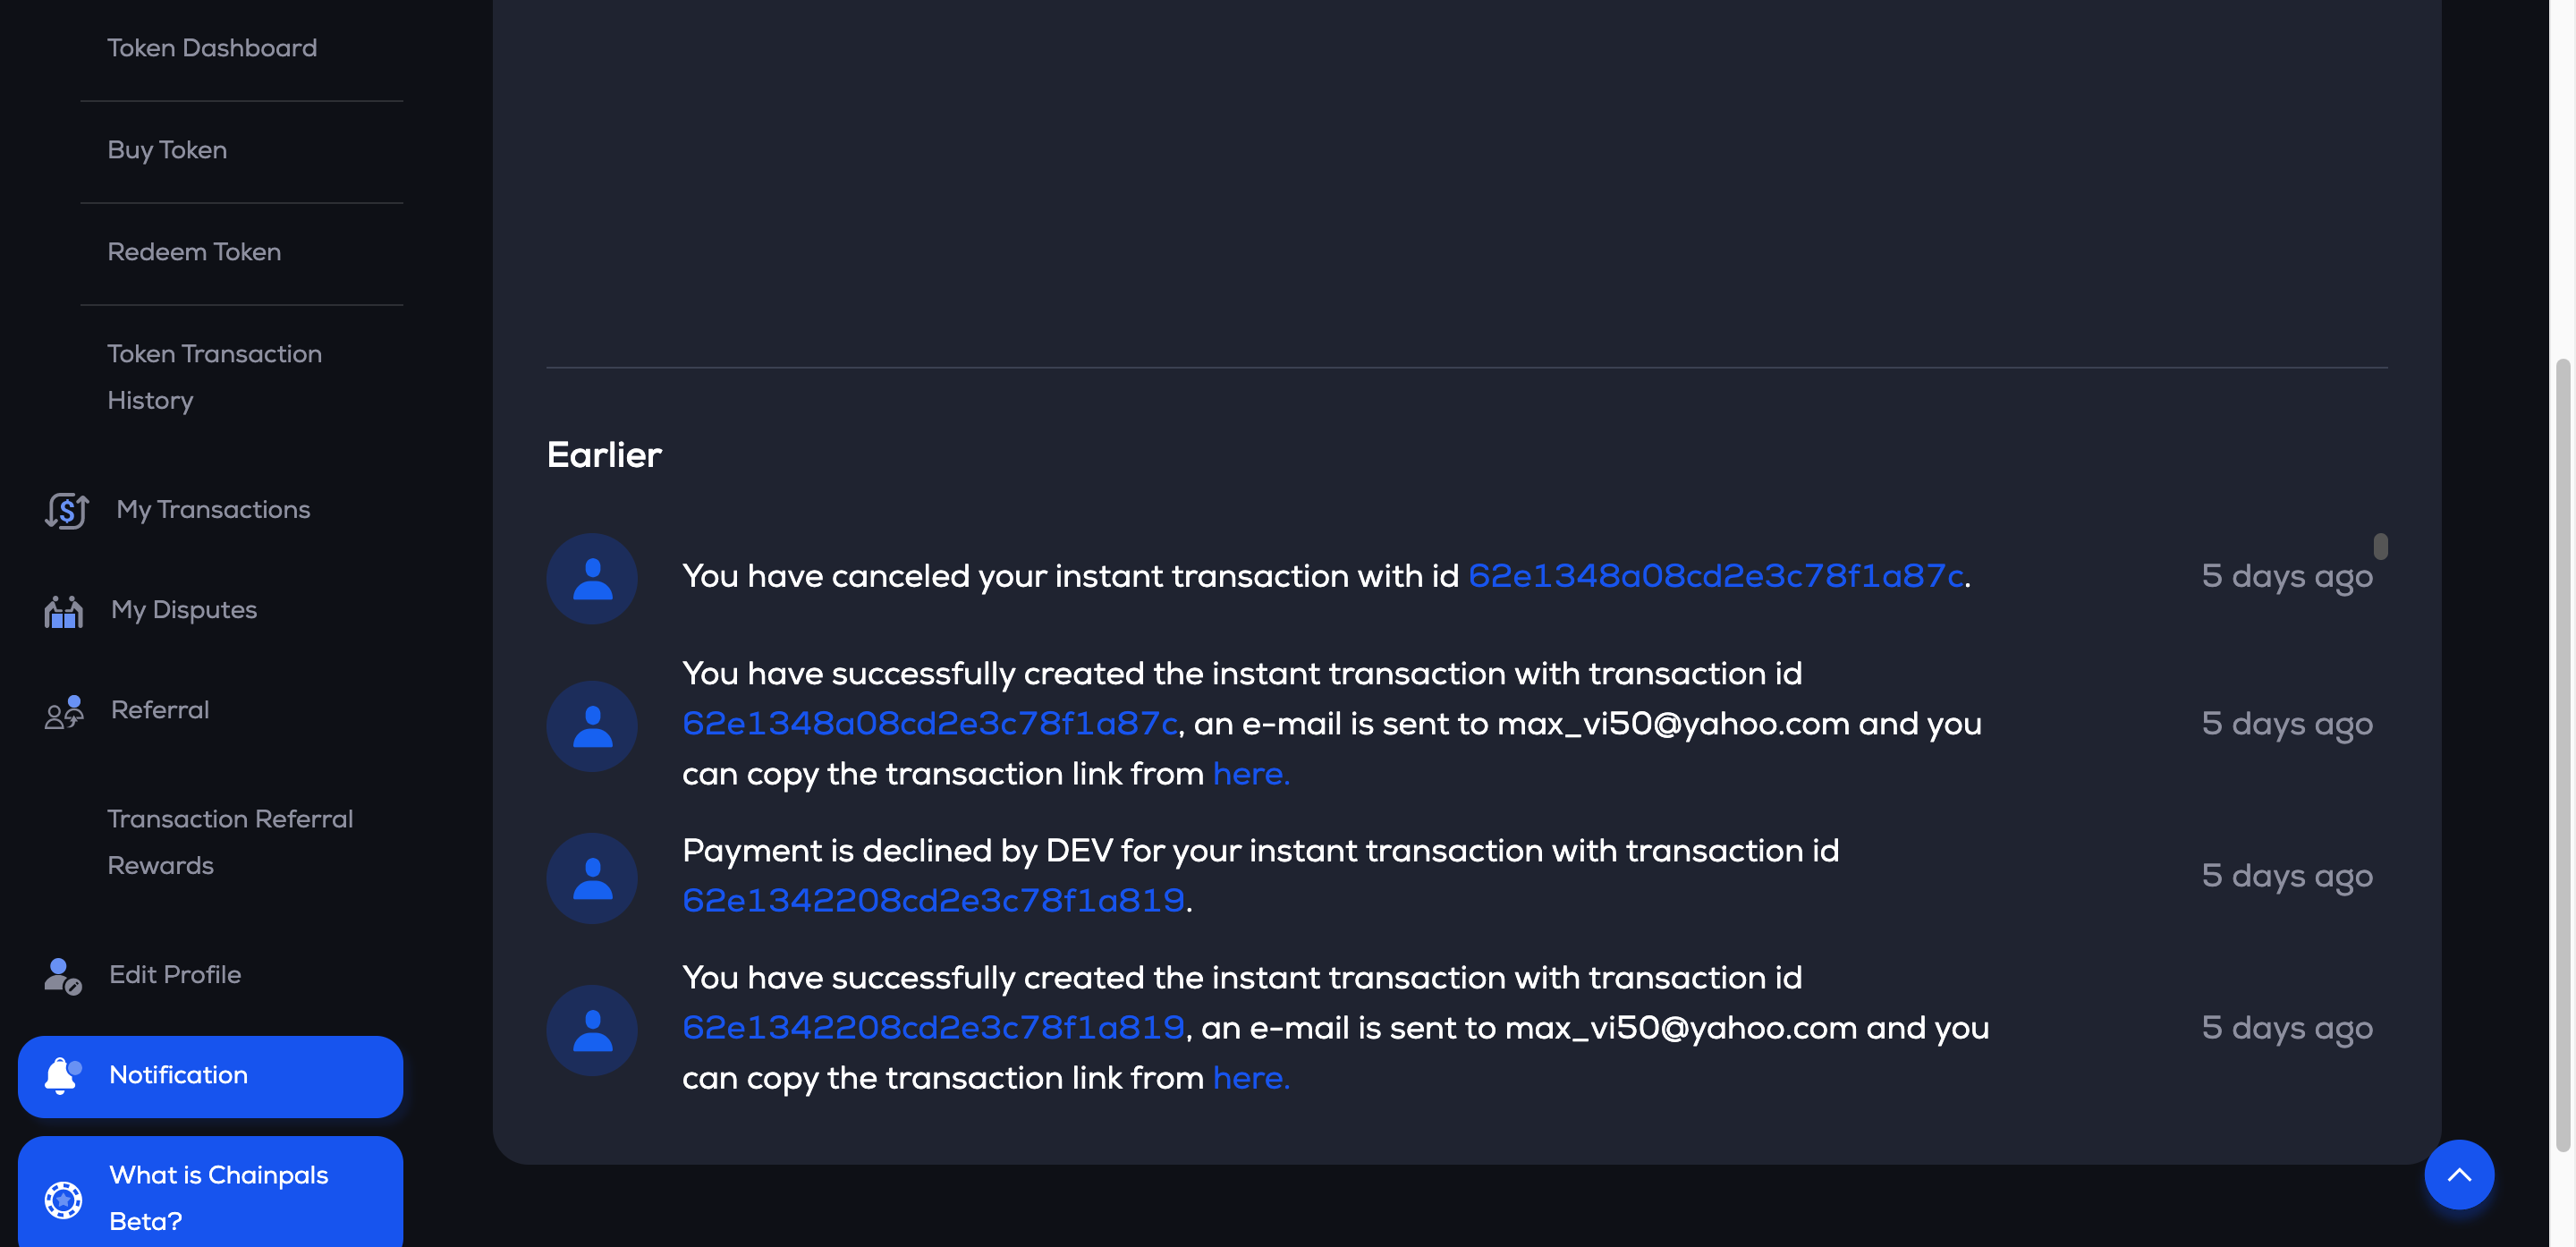 Token Dashboard
Buy Token
Redeem Token
Token Transaction
History
My Transactions
My Disputes
Referral
Transaction Referral
Rewards
Edit Profile
Notification
What is Chainpals
Beta?
Earlier
You have canceled your instant transaction with id 62e1348a08cd2e3c78f1a87c.
5 days ago
You have successfully created the instant transaction with transaction id
62e1348a08cd2e3c78f1a87c, an e-mail is sent to max_vi50@yahoo.com and you
can copy the transaction link from here.
5 days ago
Payment is declined by DEV for your instant transaction with transaction id
62e1342208cd2e3c78f1a819.
5 days ago
You have successfully created the instant transaction with transaction id
62e1342208cd2e3c78f1a819, an e-mail is sent to max_vi50@yahoo.com and you
can copy the transaction link from here.
5 days ago